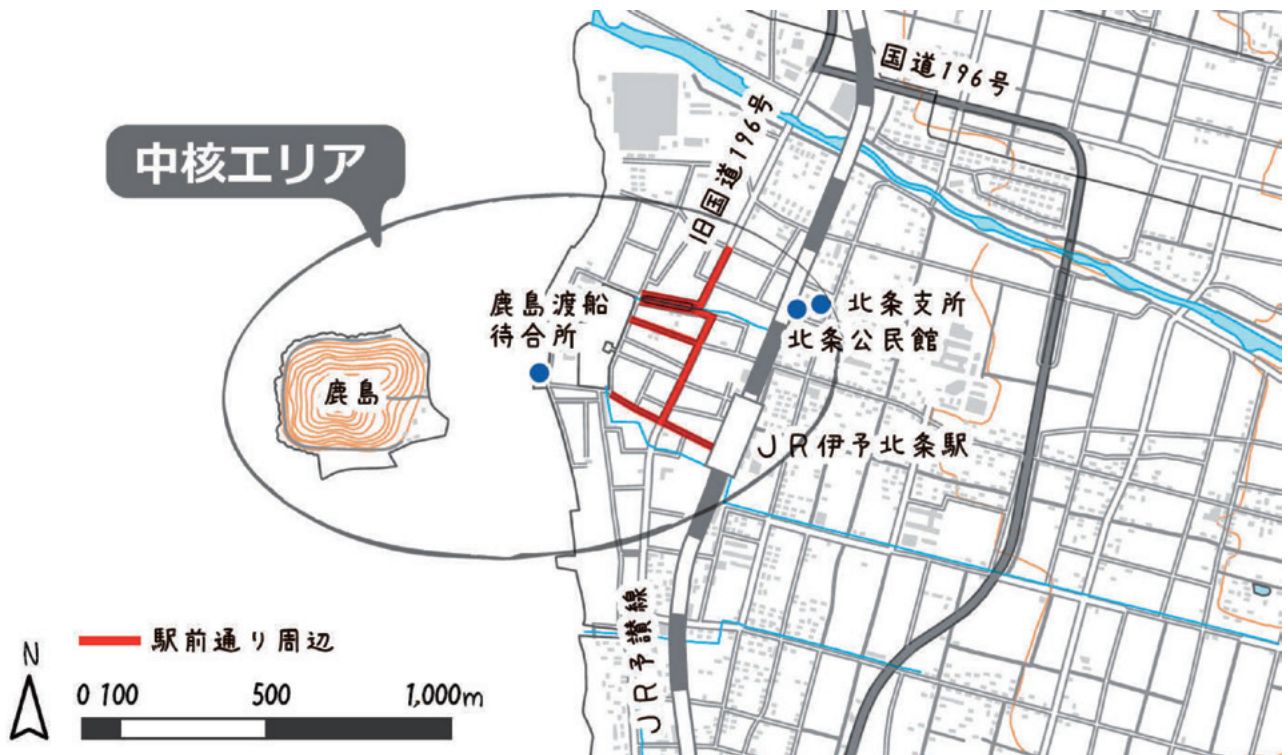 国道196号
中核エリア
旧国道196号
鹿島渡船
待合所
北条支所
北条公民館
鹿島
JR伊予北条駅
JR予讃線
駅前通り周辺
N
0 100 500 1,000m